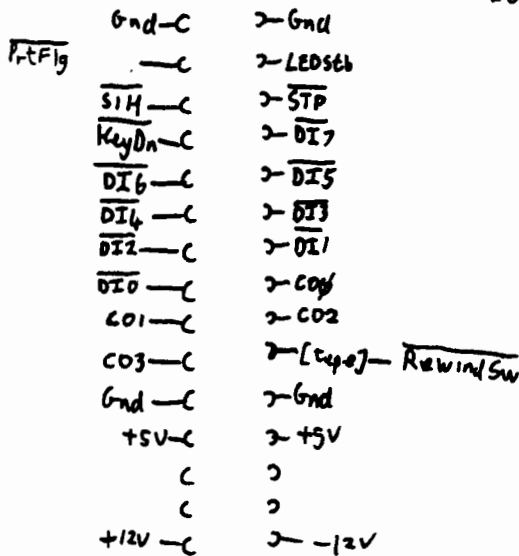 Gnd Gnd
PrtFlg LEDStb
SIH STP
KeyDn DI7
DI6 DI5
DI4 DI3
DI2 DI1
DI0 CO0
CO1 CO2
CO3 [tape] RewindSw
Gnd Gnd
+5V +5V
+12V -12V